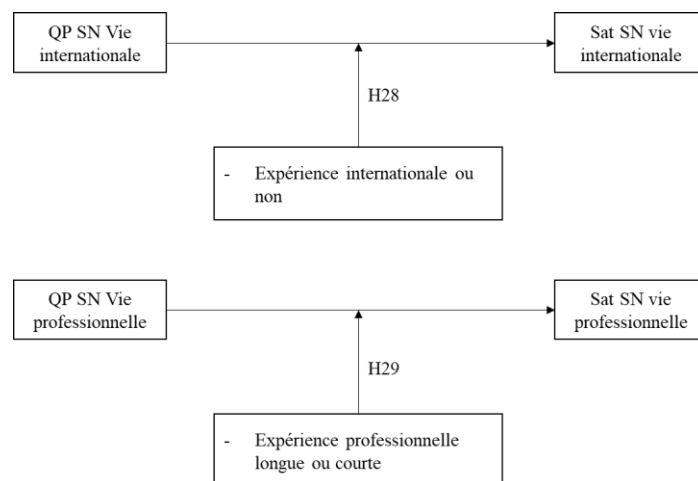 QP SN Vie
internationale
Sat SN vie
internationale
H28
- Expérience internationale ou
non
QP SN Vie
professionnelle
Sat SN vie
professionnelle
H29
- Expérience professionnelle
longue ou courte